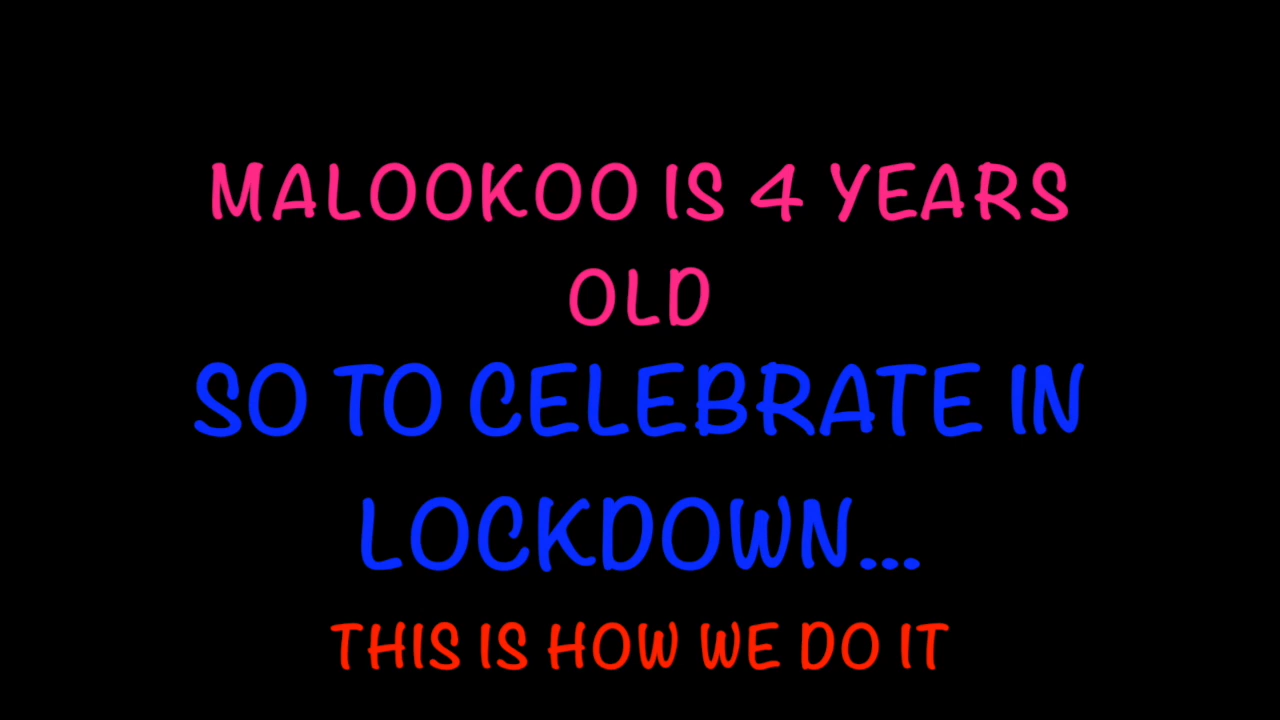 MALOOKOO IS 4 YEARS
OLD
SO TO CELEBRATE IN
LOCKDOWN...
THIS IS HOW WE DO IT